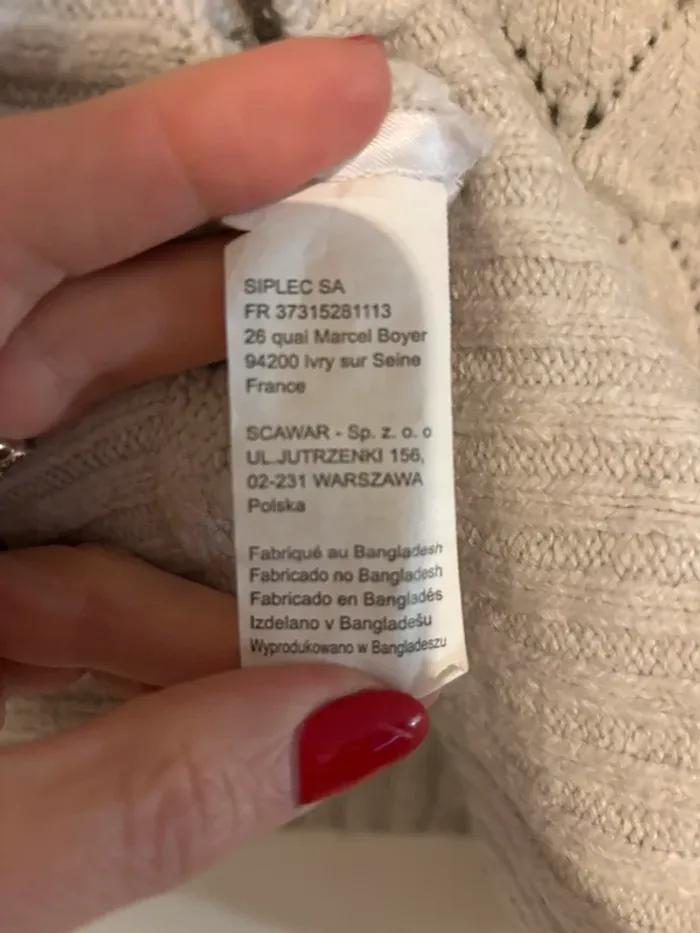 SIPLEC SA
FR 37315281113
26 quai Marcel Boyer
94200 Ivry sur Seine
France
SCAWAR - Sp. z. o. o
UL.JUTRZENKI 156,
02-231 WARSZAWA
Polska
Fabriqué au Bangladesh
Fabricado no Bangladesh
Fabricado en Bangladés
Izdelano v Bangladešu
Wyprodukowano w Bangladeszu